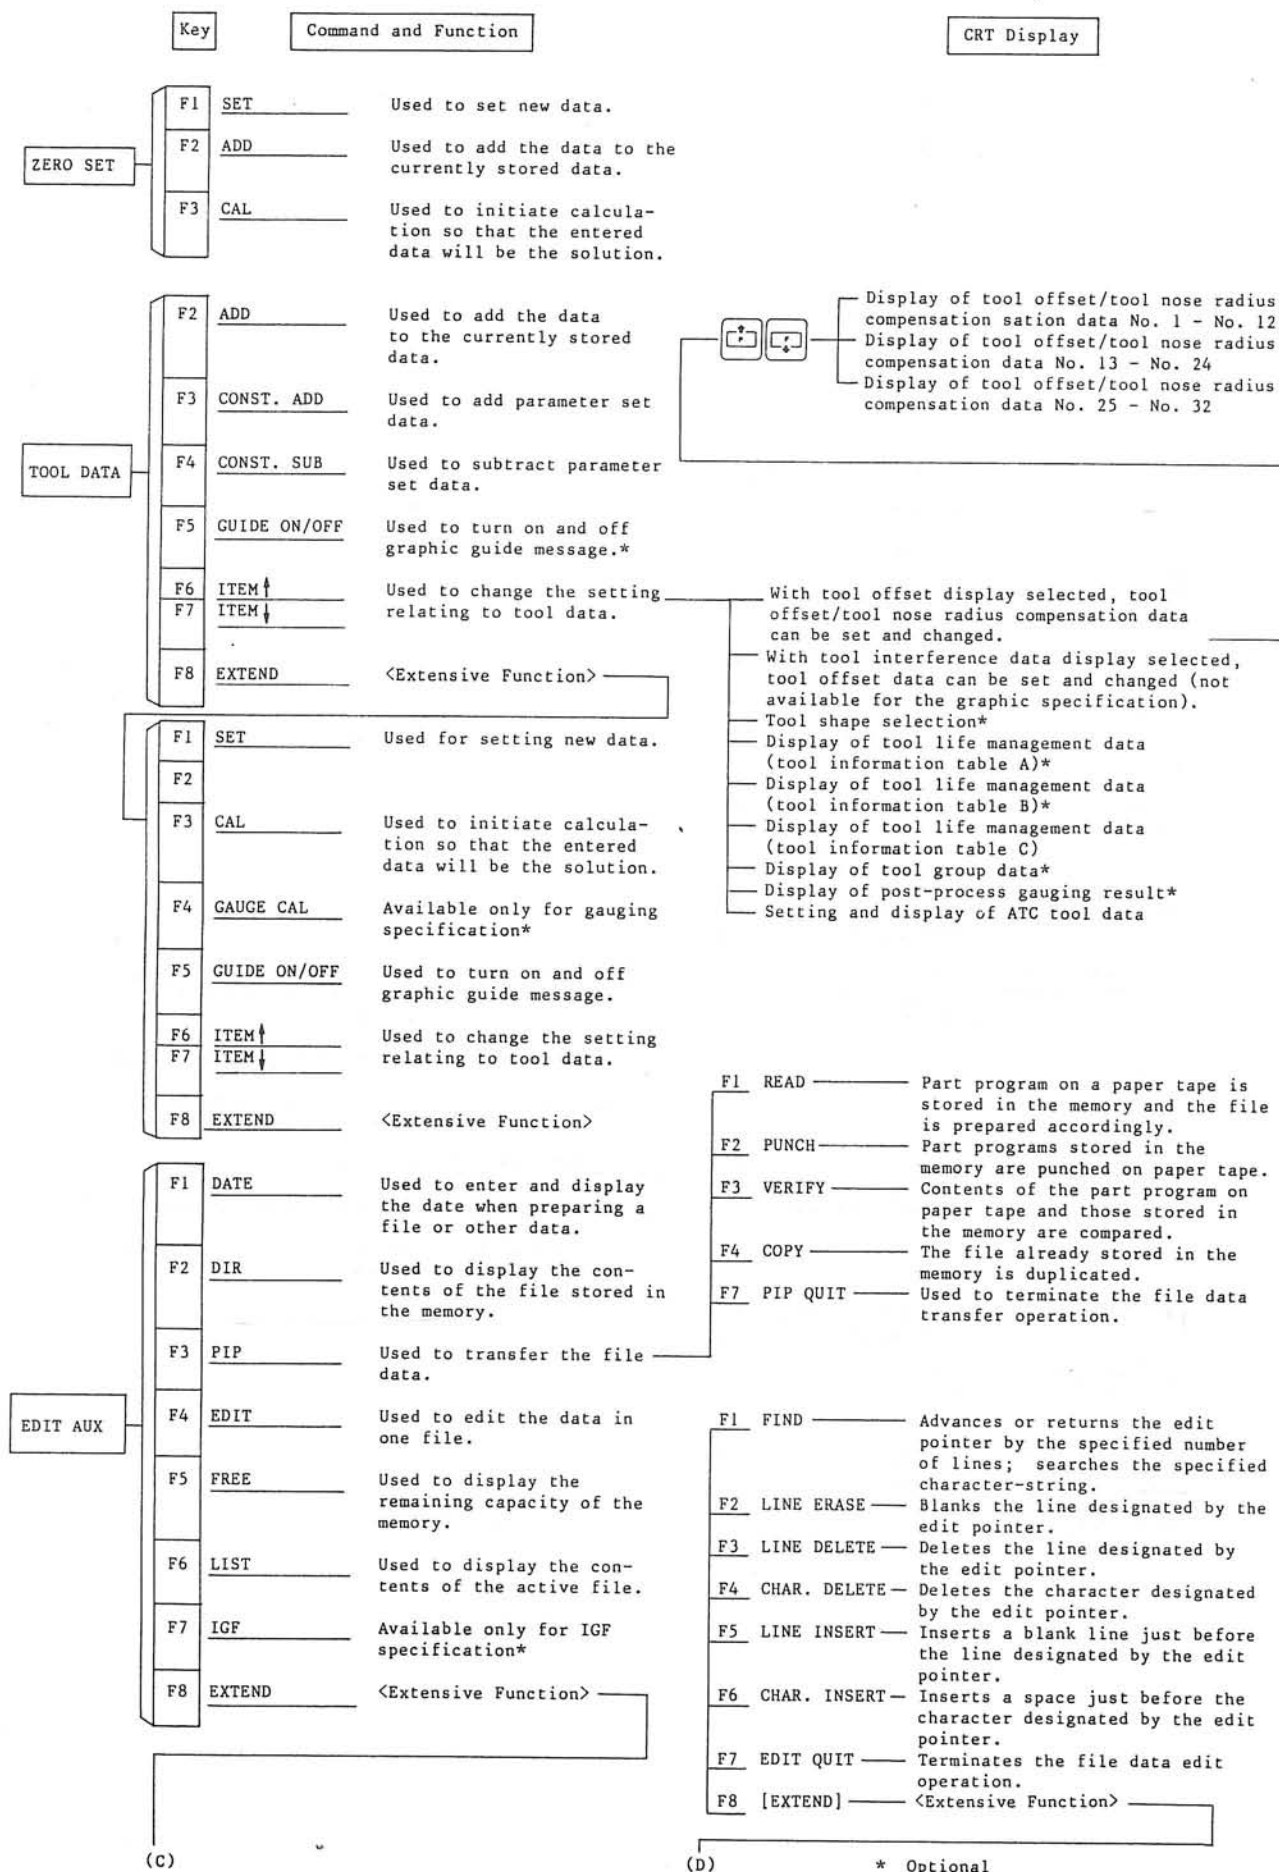 Key
Command and Function
CRT Display
ZERO SET
F1 SET Used to set new data.
F2 ADD Used to add the data to the
currently stored data.
F3 CAL Used to initiate calcula-
tion so that the entered
data will be the solution.
TOOL DATA
F2 ADD Used to add the data
to the currently stored
data.
F3 CONST. ADD Used to add parameter set
data.
F4 CONST. SUB Used to subtract parameter
set data.
F5 GUIDE ON/OFF Used to turn on and off
graphic guide message.*
F6 ITEM↑ Used to change the setting
F7 ITEM↓ relating to tool data.
F8 EXTEND <Extensive Function>
Display of tool offset/tool nose radius
compensation sation data No. 1 - No. 12
Display of tool offset/tool nose radius
compensation data No. 13 - No. 24
Display of tool offset/tool nose radius
compensation data No. 25 - No. 32
With tool offset display selected, tool
offset/tool nose radius compensation data
can be set and changed.
With tool interference data display selected,
tool offset data can be set and changed (not
available for the graphic specification).
Tool shape selection*
Display of tool life management data
(tool information table A)*
Display of tool life management data
(tool information table B)*
Display of tool life management data
(tool information table C)
Display of tool group data*
Display of post-process gauging result*
Setting and display of ATC tool data
F1 SET Used for setting new data.
F2
F3 CAL Used to initiate calcula-
tion so that the entered
data will be the solution.
F4 GAUGE CAL Available only for gauging
specification*
F5 GUIDE ON/OFF Used to turn on and off
graphic guide message.
F6 ITEM↑ Used to change the setting
F7 ITEM↓ relating to tool data.
F8 EXTEND <Extensive Function>
EDIT AUX
F1 DATE Used to enter and display
the date when preparing a
file or other data.
F2 DIR Used to display the con-
tents of the file stored in
the memory.
F3 PIP Used to transfer the file
data.
F4 EDIT Used to edit the data in
one file.
F5 FREE Used to display the
remaining capacity of the
memory.
F6 LIST Used to display the con-
tents of the active file.
F7 IGF Available only for IGF
specification*
F8 EXTEND <Extensive Function>
F1 READ Part program on a paper tape is
stored in the memory and the file
is prepared accordingly.
F2 PUNCH Part programs stored in the
memory are punched on paper tape.
F3 VERIFY Contents of the part program on
paper tape and those stored in
the memory are compared.
F4 COPY The file already stored in the
memory is duplicated.
F7 PIP QUIT Used to terminate the file data
transfer operation.
F1 FIND Advances or returns the edit
pointer by the specified number
of lines; searches the specified
character-string.
F2 LINE ERASE Blanks the line designated by the
edit pointer.
F3 LINE DELETE Deletes the line designated by
the edit pointer.
F4 CHAR. DELETE Deletes the character designated
by the edit pointer.
F5 LINE INSERT Inserts a blank line just before
the line designated by the edit
pointer.
F6 CHAR. INSERT Inserts a space just before the
character designated by the edit
pointer.
F7 EDIT QUIT Terminates the file data edit
operation.
F8 [EXTEND] <Extensive Function>
(C)
(D)
* Optional